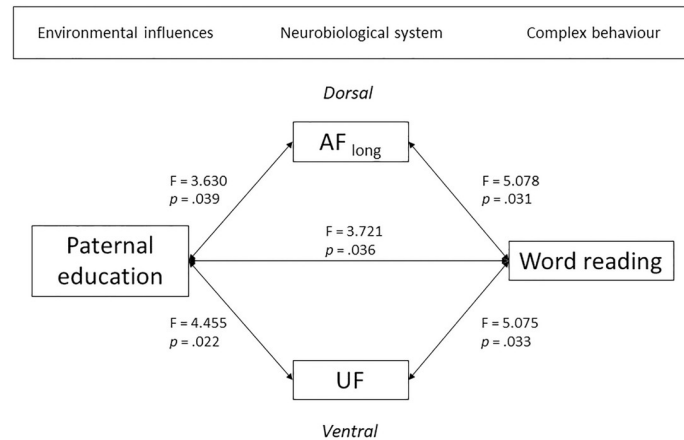 Environmental influences Neurobiological system Complex behaviour
Dorsal
AF long
F = 3.630
p = .039
F = 5.078
p = .031
Paternal
education
F = 3.721
p = .036
Word reading
F = 4.455
p = .022
F = 5.075
p = .033
UF
Ventral